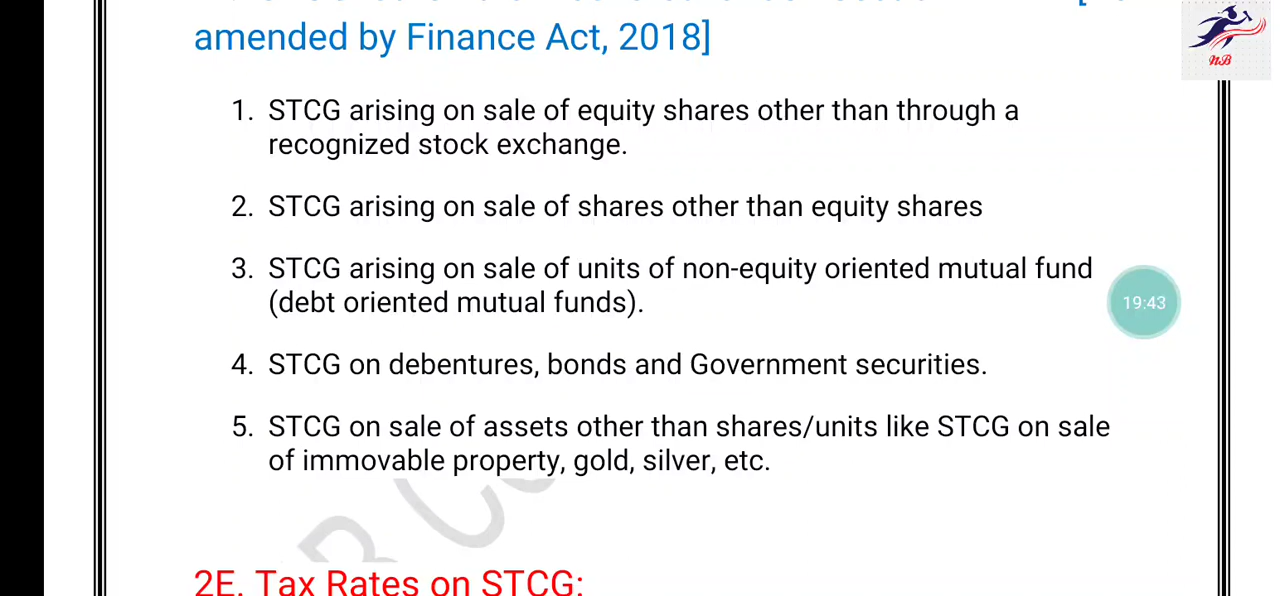 amended by Finance Act, 2018]
NB
1. STCG arising on sale of equity shares other than through a
recognized stock exchange.
2. STCG arising on sale of shares other than equity shares
3. STCG arising on sale of units of non-equity oriented mutual fund
(debt oriented mutual funds).
19:43
4. STCG on debentures, bonds and Government securities.
5. STCG on sale of assets other than shares/units like STCG on sale
of immovable property, gold, silver, etc.
2E. Tax Rates on STCG: